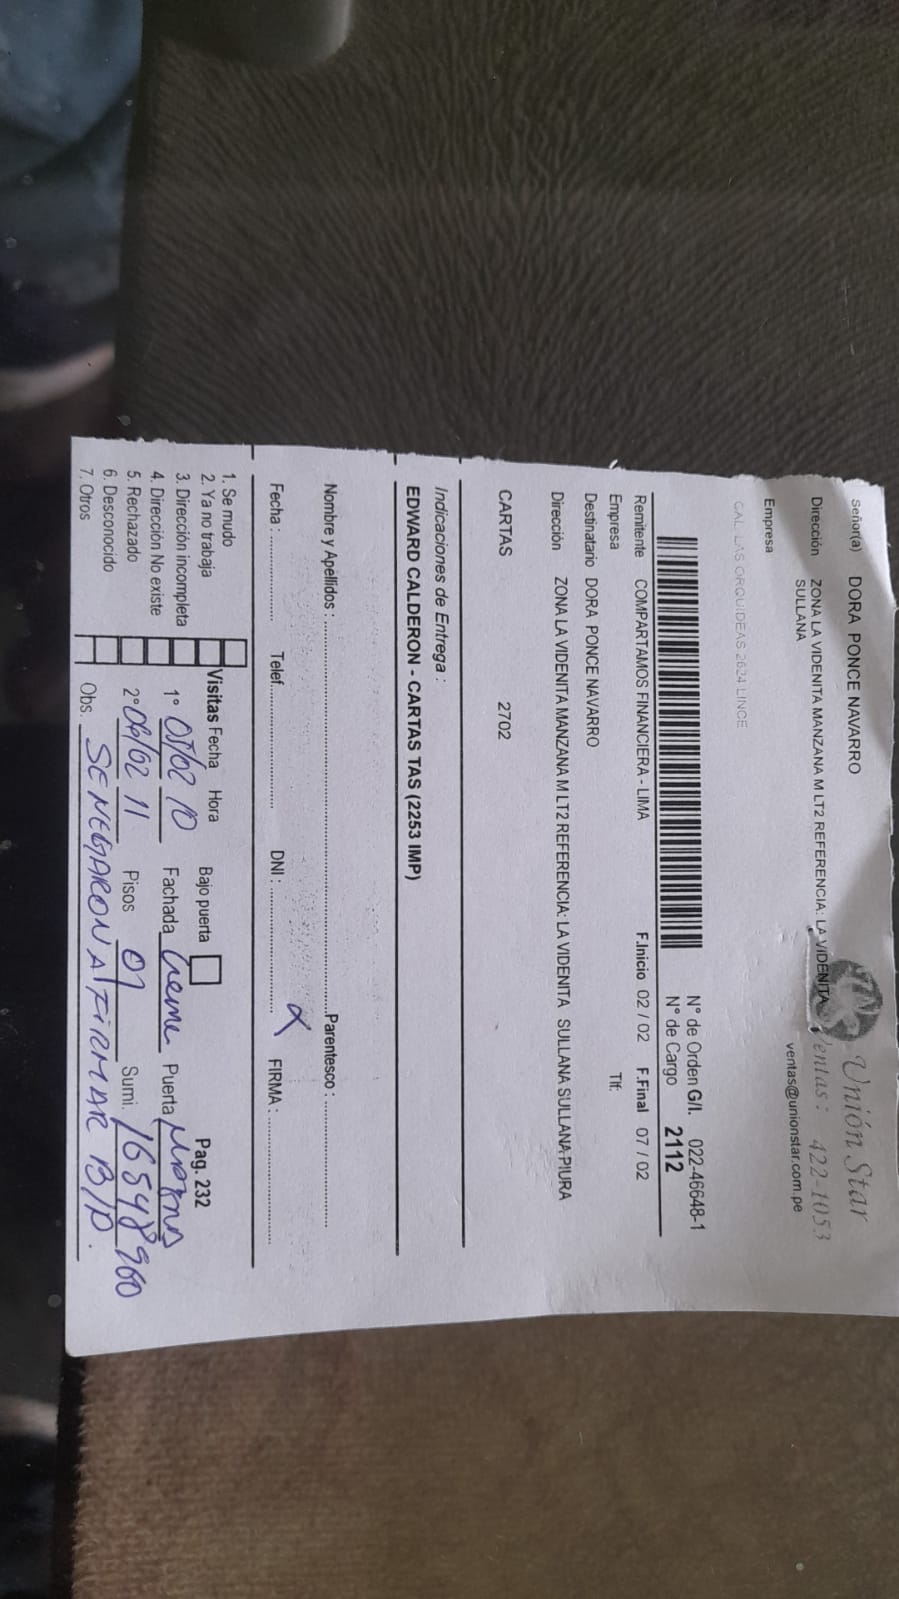 Unión Star
Ventas: 422-1053
ventas@unionstar.com.pe
Señor(a) DORA PONCE NAVARRO
Dirección ZONA LA VIDENITA MANZANA M LT2 REFERENCIA: LA VIDENITA
SULLANA
Empresa
CAL LAS ORQUIDEAS 2624 LINCE
N° de Orden G/I. 022-46648-1
N° de Cargo 2112
Remitente COMPARTAMOS FINANCIERA - LIMA F.Inicio 02 / 02 F.Final 07 / 02
Empresa Tlf:
Destinatario DORA PONCE NAVARRO
Dirección ZONA LA VIDENITA MANZANA M LT2 REFERENCIA: LA VIDENITA SULLANA SULLANA PIURA
CARTAS 2702
Indicaciones de Entrega :
EDWARD CALDERON - CARTAS TAS (2253 IMP)
Nombre y Apellidos : Parentesco :
Fecha : Telef. DNI : FIRMA :
1. Se mudo
2. Ya no trabaja
3. Dirección incompleta
4. Dirección No existe
5. Rechazado
6. Desconocido
7. Otros
Visitas Fecha Hora Bajo puerta Pag. 232
1° 05/02 10 Fachada Creme Puerta
2° 06/02 11 Pisos 01 Sumi. 16548960
Obs. SE NEGARON A FIRMAR B/P.